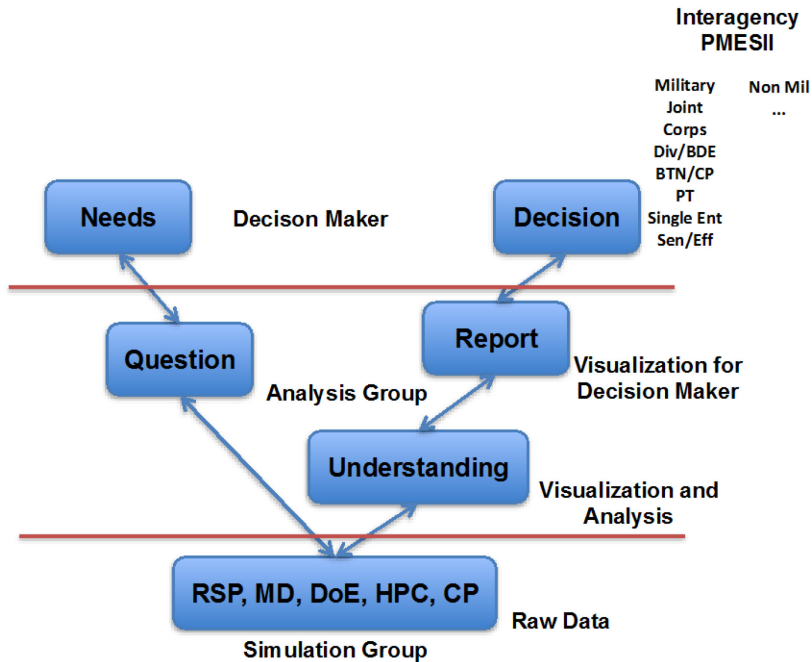 Interagency
PMESII
Military
Joint
Corps
Div/BDE
BTN/CP
PT
Single Ent
Sen/Eff
Non Mil
...
Needs
Decison Maker
Decision
Question
Report
Analysis Group
Visualization for
Decision Maker
Understanding
Visualization and
Analysis
RSP, MD, DoE, HPC, CP
Raw Data
Simulation Group